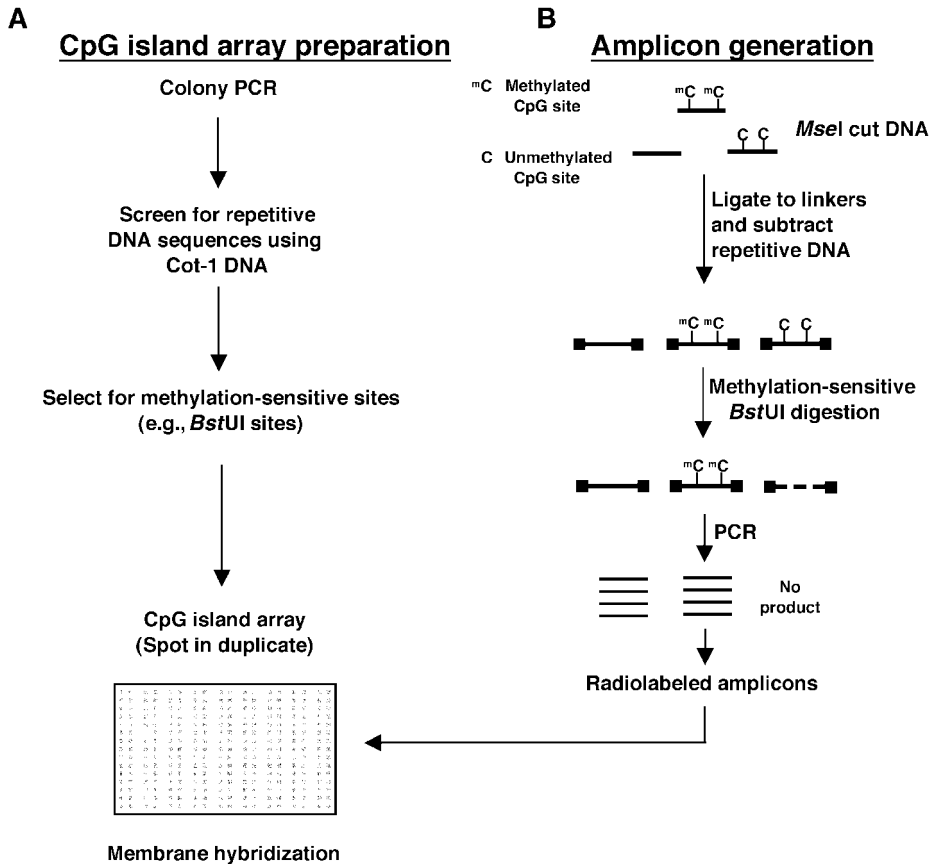 A
CpG island array preparation
Colony PCR
Screen for repetitive
DNA sequences using
Cot-1 DNA
Select for methylation-sensitive sites
(e.g., BstUI sites)
CpG island array
(Spot in duplicate)
Membrane hybridization
B
Amplicon generation
mC Methylated
CpG site
mC mC
MseI cut DNA
C C
C Unmethylated
CpG site
Ligate to linkers
and subtract
repetitive DNA
mC mC
C C
Methylation-sensitive
BstUI digestion
mC mC
PCR
No
product
Radiolabeled amplicons